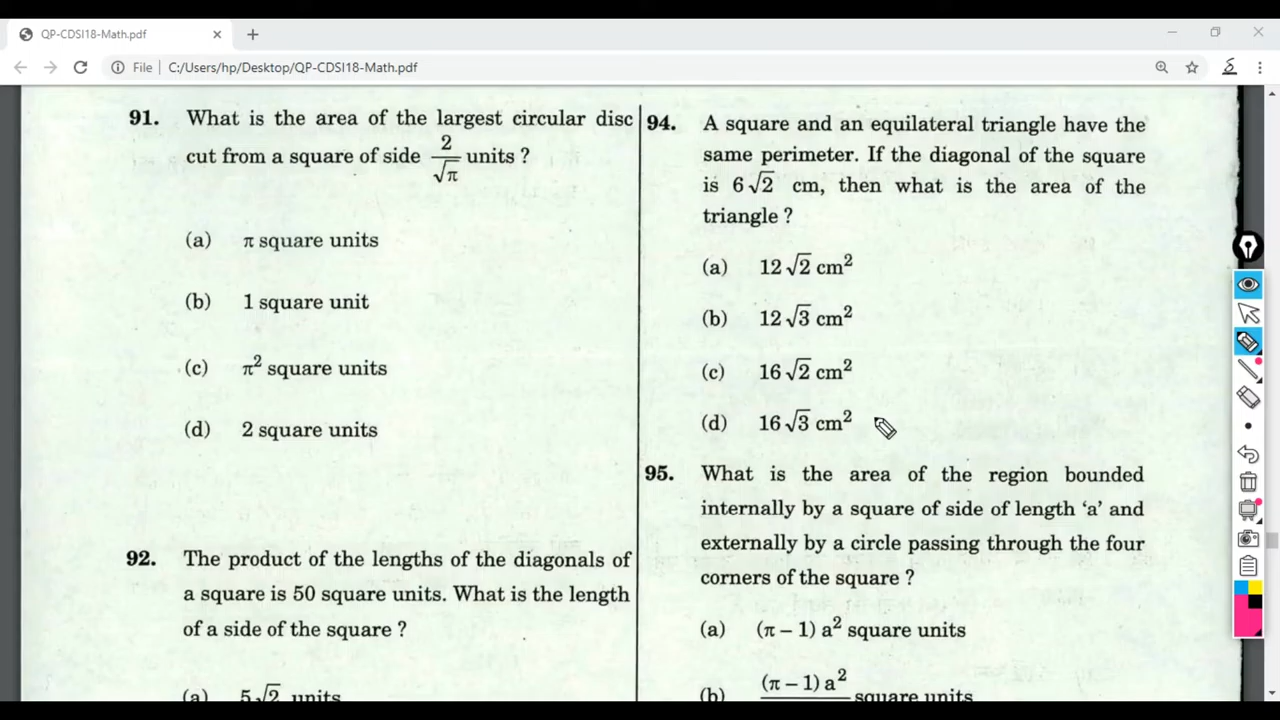 QP-CDSI18-Math.pdf
File | C:/Users/hp/Desktop/QP-CDSI18-Math.pdf
91. What is the area of the largest circular disc
cut from a square of side 2/√π units ?
(a) π square units
(b) 1 square unit
(c) π² square units
(d) 2 square units
92. The product of the lengths of the diagonals of
a square is 50 square units. What is the length
of a side of the square ?
(a) 5√2 units
94. A square and an equilateral triangle have the
same perimeter. If the diagonal of the square
is 6√2 cm, then what is the area of the
triangle ?
(a) 12√2 cm²
(b) 12√3 cm²
(c) 16√2 cm²
(d) 16√3 cm²
95. What is the area of the region bounded
internally by a square of side of length ‘a’ and
externally by a circle passing through the four
corners of the square ?
(a) (π – 1) a² square units
(b) (π – 1) a² square units